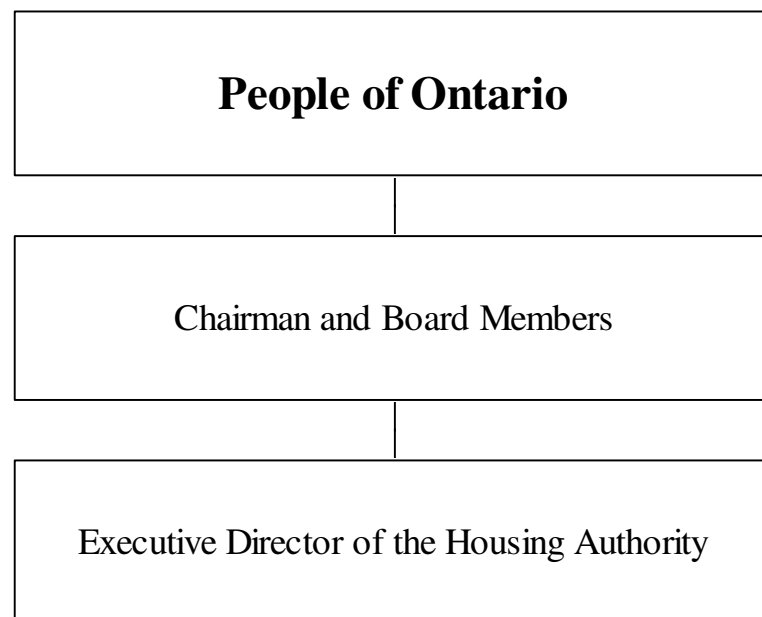 People of Ontario
Chairman and Board Members
Executive Director of the Housing Authority